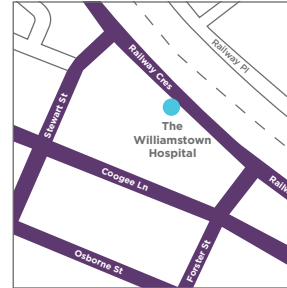 Railway Cres
Railway Pl
Stewart St
The
Williamstown
Hospital
Coogee Ln
Osborne St
Forster St